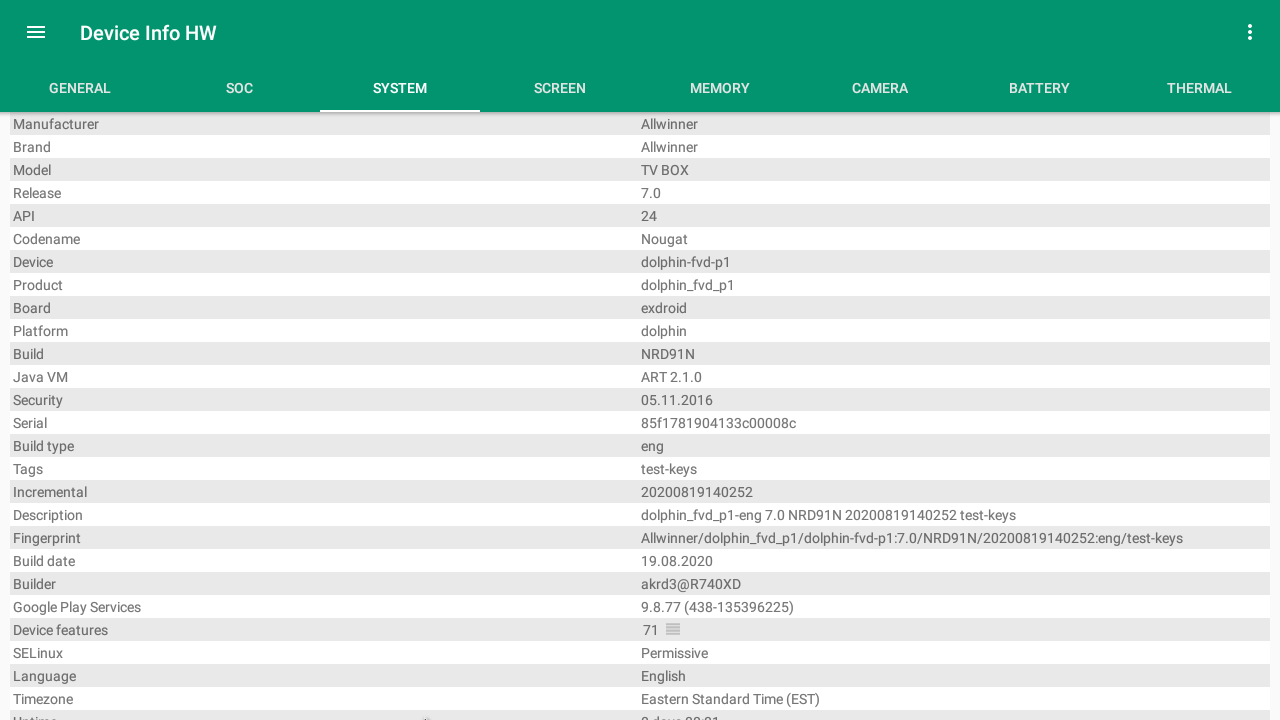 Device Info HW
GENERAL SOC SYSTEM SCREEN MEMORY CAMERA BATTERY THERMAL
Manufacturer Allwinner
Brand Allwinner
Model TV BOX
Release 7.0
API 24
Codename Nougat
Device dolphin-fvd-p1
Product dolphin_fvd_p1
Board exdroid
Platform dolphin
Build NRD91N
Java VM ART 2.1.0
Security 05.11.2016
Serial 85f1781904133c00008c
Build type eng
Tags test-keys
Incremental 20200819140252
Description dolphin_fvd_p1-eng 7.0 NRD91N 20200819140252 test-keys
Fingerprint Allwinner/dolphin_fvd_p1/dolphin-fvd-p1:7.0/NRD91N/20200819140252:eng/test-keys
Build date 19.08.2020
Builder akrd3@R740XD
Google Play Services 9.8.77 (438-135396225)
Device features 71
SELinux Permissive
Language English
Timezone Eastern Standard Time (EST)